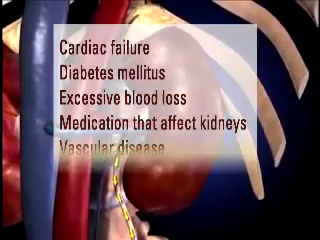 Cardiac failure
Diabetes mellitus
Excessive blood loss
Medication that affect kidneys
Vascular disease